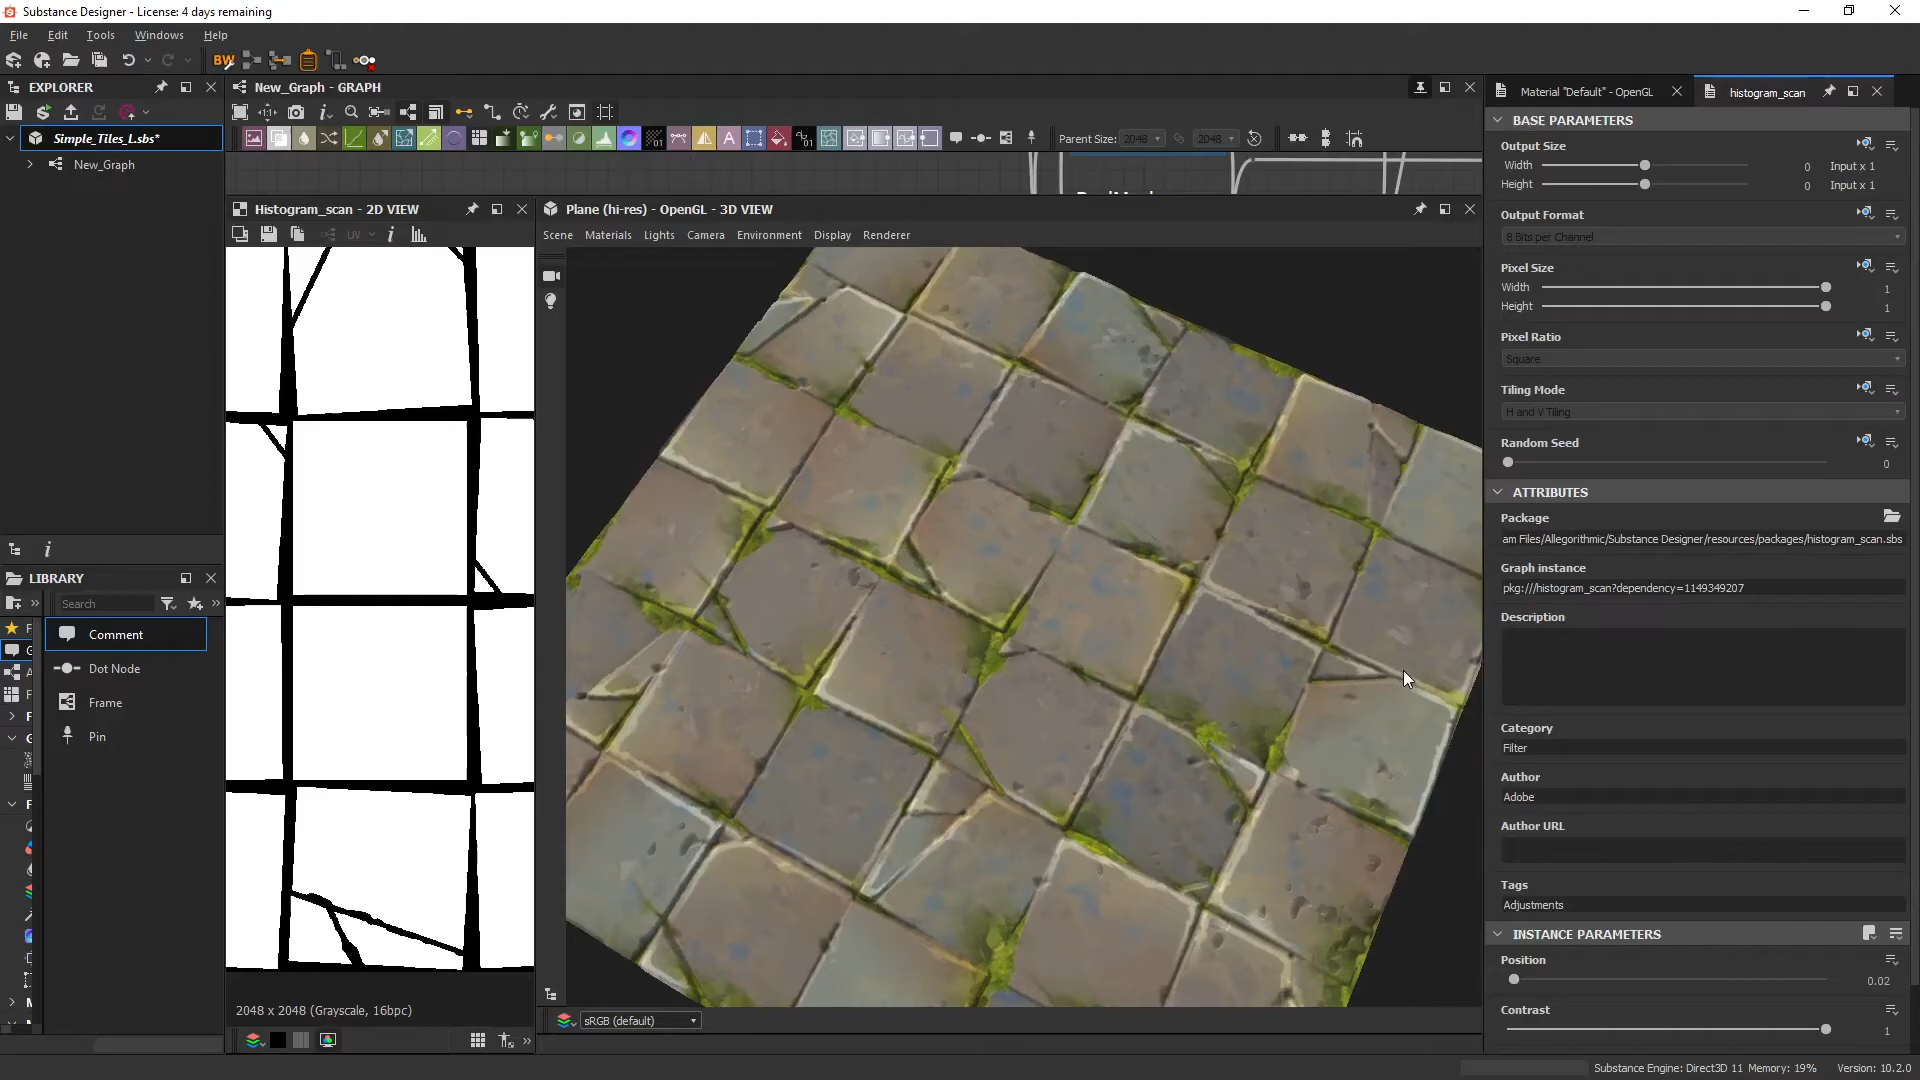 Substance Designer - License: 4 days remaining
File Edit Tools Windows Help
BW
EXPLORER
Simple_Tiles_L.sbs*
New_Graph
New_Graph - GRAPH
Parent Size: 2048 2048
Histogram_scan - 2D VIEW
UV
Plane (hi-res) - OpenGL - 3D VIEW
Scene Materials Lights Camera Environment Display Renderer
LIBRARY
Search
Comment
Dot Node
Frame
Pin
2048 x 2048 (Grayscale, 16bpc)
sRGB (default)
Material "Default" - OpenGL
histogram_scan
BASE PARAMETERS
Output Size
Width 0 Input x 1
Height 0 Input x 1
Output Format
8 Bits per Channel
Pixel Size
Width 1
Height 1
Pixel Ratio
Square
Tiling Mode
H and V Tiling
Random Seed
0
ATTRIBUTES
Package
am Files/Allegorithmic/Substance Designer/resources/packages/histogram_scan.sbs
Graph instance
pkg:///histogram_scan?dependency=1149349207
Description
Category
Filter
Author
Adobe
Author URL
Tags
Adjustments
INSTANCE PARAMETERS
Position
0.02
Contrast
1
Substance Engine: Direct3D 11 Memory: 19% Version: 10.2.0